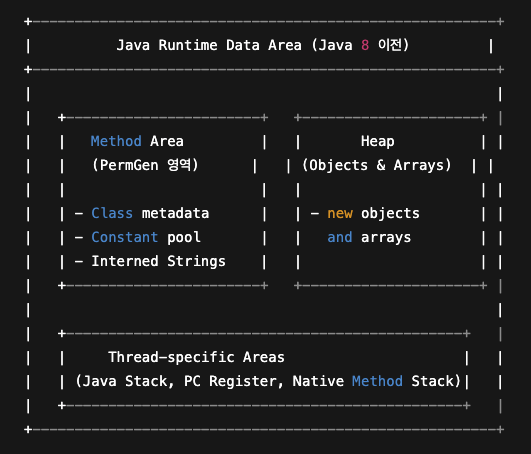 Java Runtime Data Area (Java 8 이전)
Method Area
(PermGen 영역)
- Class metadata
- Constant pool
- Interned Strings
Heap
(Objects & Arrays)
- new objects
and arrays
Thread-specific Areas
(Java Stack, PC Register, Native Method Stack)